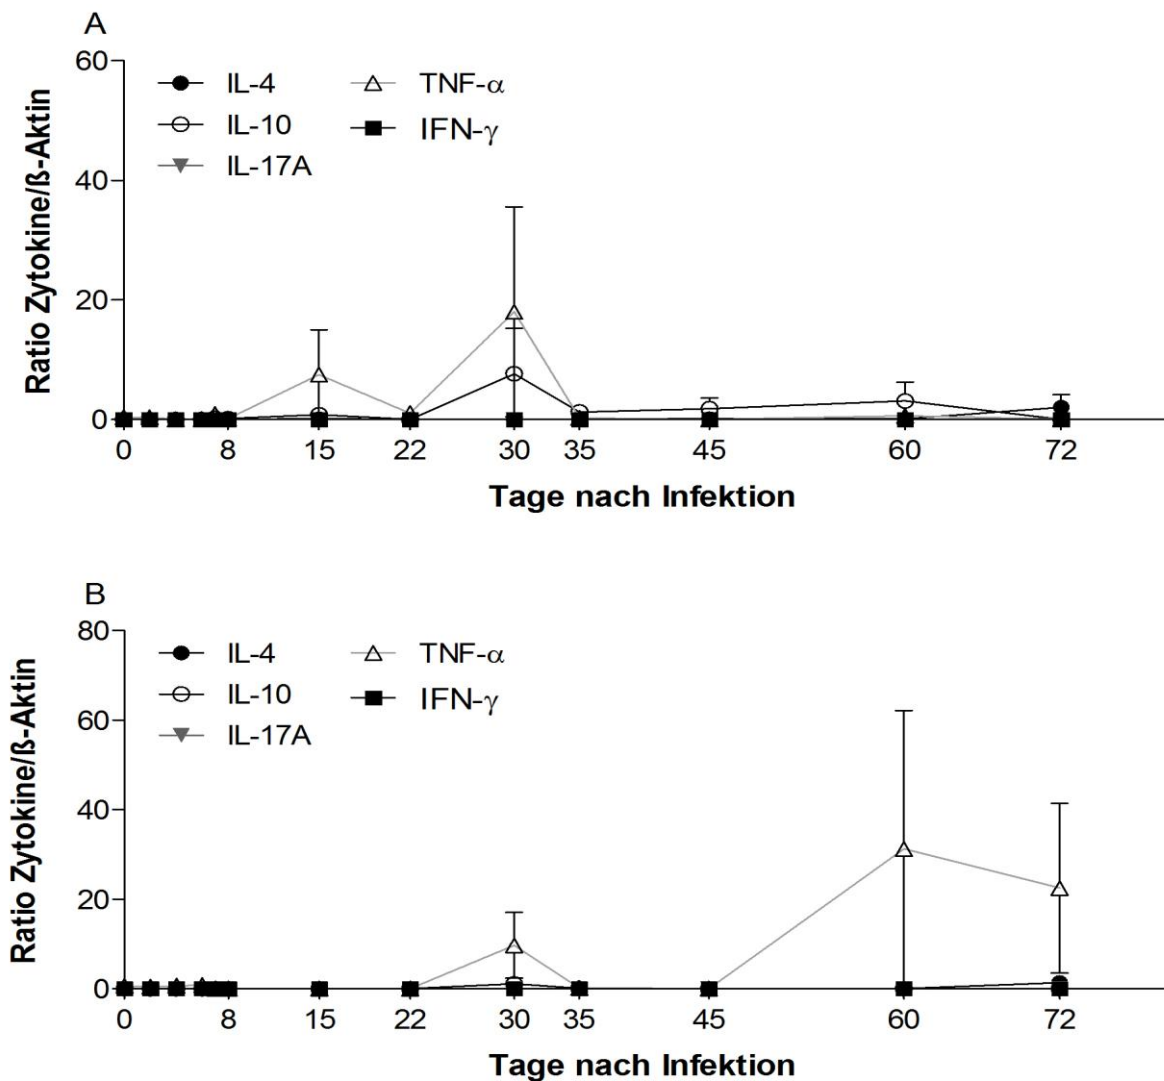 A
60
40
20
0
Ratio Zytokine/ß-Aktin
IL-4
IL-10
IL-17A
TNF-α
IFN-γ
0 8 15 22 30 35 45 60 72
Tage nach Infektion
B
80
60
40
20
0
Ratio Zytokine/ß-Aktin
IL-4
IL-10
IL-17A
TNF-α
IFN-γ
0 8 15 22 30 35 45 60 72
Tage nach Infektion